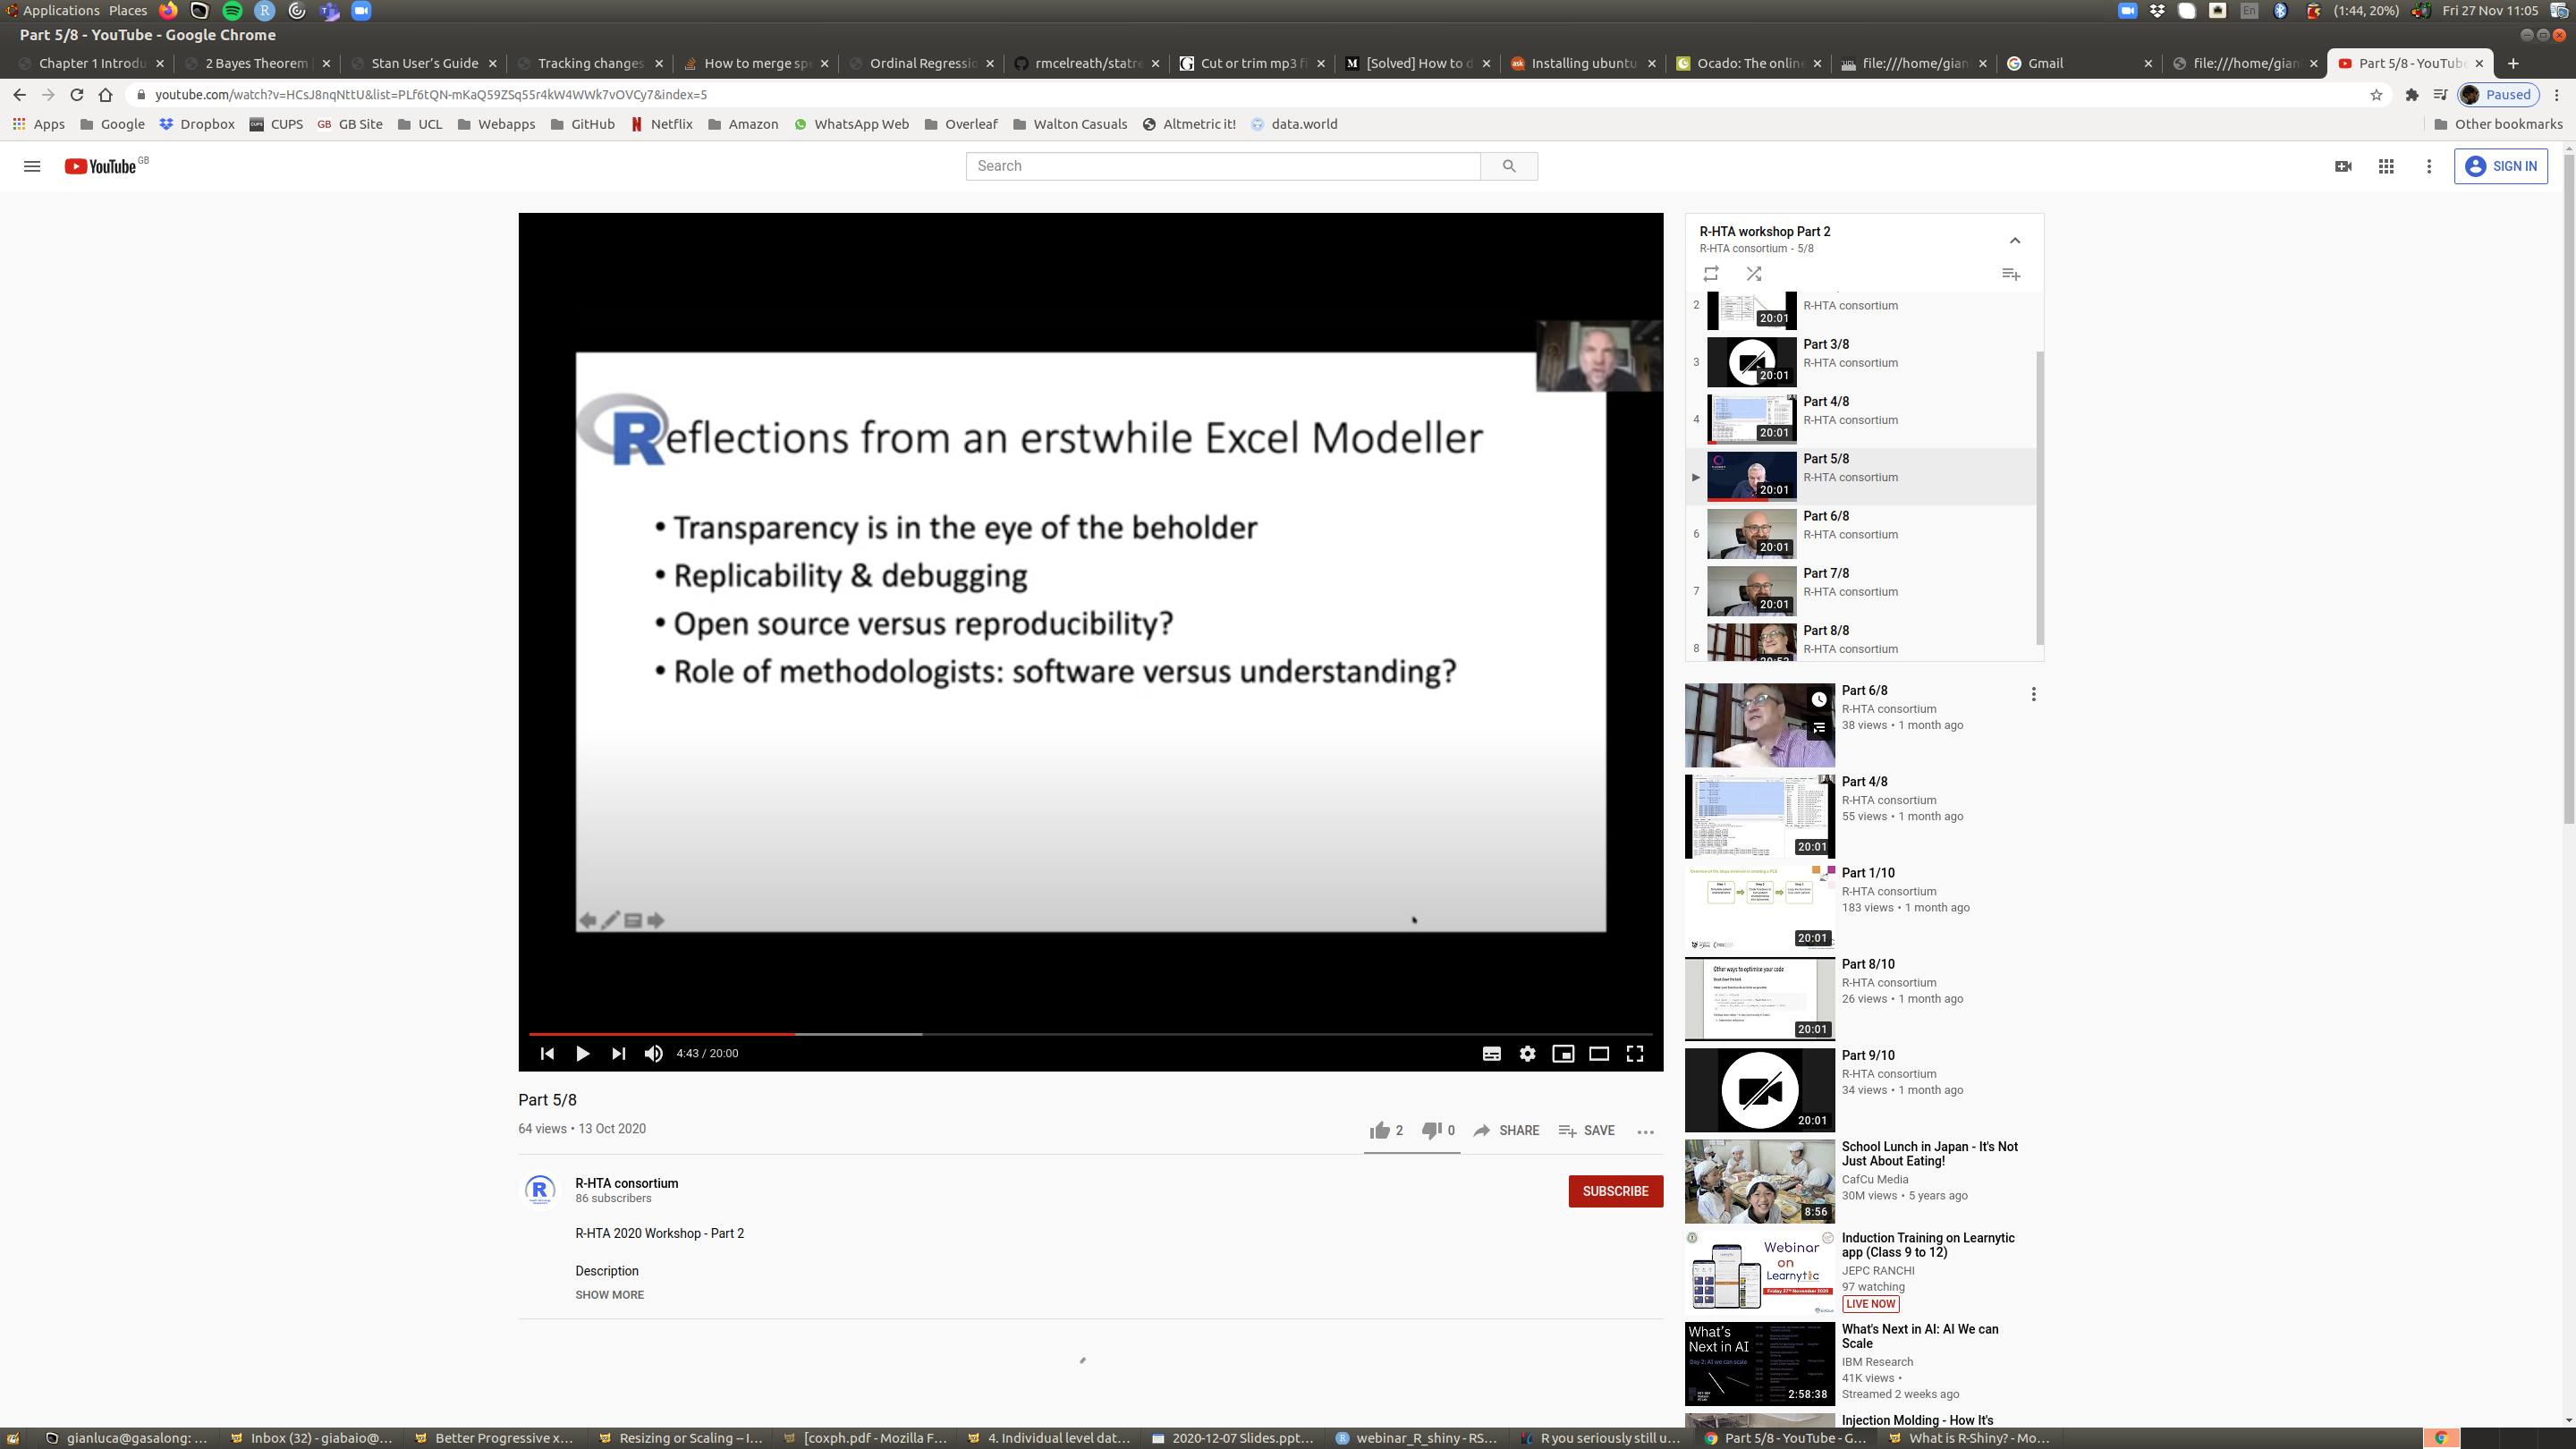 Applications Places En (1:44, 20%) Fri 27 Nov 11:05
Part 5/8 - YouTube - Google Chrome
Chapter 1 Introdu 2 Bayes Theorem Stan User's Guide Tracking changes How to merge sp Ordinal Regressio rmcelreath/statre Cut or trim mp3 fi [Solved] How to d Installing ubuntu Ocado: The online file:///home/gian Gmail file:///home/gian Part 5/8 - YouTube
youtube.com/watch?v=HCsJ8nqNttU&list=PLf6tQN-mKaQ59ZSq55r4kW4WWk7vOVCy7&index=5 Paused
Apps Google Dropbox CUPS GB Site UCL Webapps GitHub Netflix Amazon WhatsApp Web Overleaf Walton Casuals Altmetric it! data.world Other bookmarks
YouTube GB Search SIGN IN
Reflections from an erstwhile Excel Modeller
• Transparency is in the eye of the beholder
• Replicability & debugging
• Open source versus reproducibility?
• Role of methodologists: software versus understanding?
4:43 / 20:00
Part 5/8
64 views • 13 Oct 2020
2 0 SHARE SAVE
R-HTA consortium
86 subscribers
SUBSCRIBE
R-HTA 2020 Workshop - Part 2
Description
SHOW MORE
R-HTA workshop Part 2
R-HTA consortium - 5/8
2 20:01 R-HTA consortium
Part 3/8
3 20:01 R-HTA consortium
Part 4/8
4 20:01 R-HTA consortium
Part 5/8
20:01 R-HTA consortium
Part 6/8
6 20:01 R-HTA consortium
Part 7/8
7 20:01 R-HTA consortium
Part 8/8
8 R-HTA consortium
Part 6/8
R-HTA consortium
38 views • 1 month ago
Part 4/8
R-HTA consortium
55 views • 1 month ago
20:01
Part 1/10
R-HTA consortium
183 views • 1 month ago
20:01
Part 8/10
R-HTA consortium
26 views • 1 month ago
Other ways to optimise your code
20:01
Part 9/10
R-HTA consortium
34 views • 1 month ago
20:01
School Lunch in Japan - It's Not
Just About Eating!
CafCu Media
30M views • 5 years ago
8:56
Induction Training on Learnytic
app (Class 9 to 12)
JEPC RANCHI
97 watching
LIVE NOW
Webinar
on
Learnytic
Friday 27th November 2020
What's Next in AI: AI We can
Scale
IBM Research
41K views •
Streamed 2 weeks ago
What's
Next in AI
Day 2: AI we can scale
2:58:38
Injection Molding - How It's
gianluca@gasalong: ... Inbox (32) - giabaio@... Better Progressive x... Resizing or Scaling -- I... [coxph.pdf - Mozilla F... 4. Individual level dat... 2020-12-07 Slides.ppt... webinar_R_shiny - RS... R you seriously still u... Part 5/8 - YouTube - G... What is R-Shiny? - Mo...